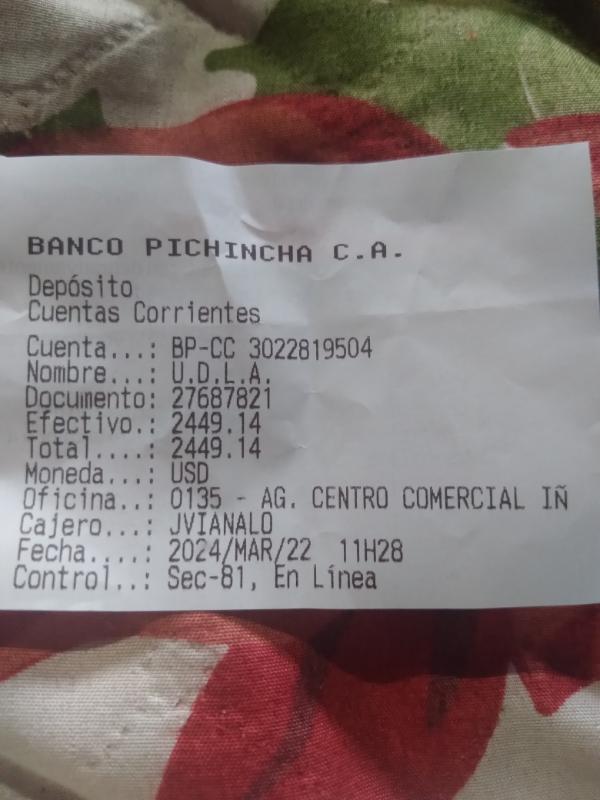 BANCO PICHINCHA C.A.
Depósito
Cuentas Corrientes
Cuenta...: BP-CC 3022819504
Nombre...: U.D.L.A.
Documento: 27687821
Efectivo.: 2449.14
Total....: 2449.14
Moneda...: USD
Oficina..: 0135 - AG. CENTRO COMERCIAL IÑ
Cajero...: JVIANALO
Fecha....: 2024/MAR/22 11H28
Control..: Sec-81, En Línea